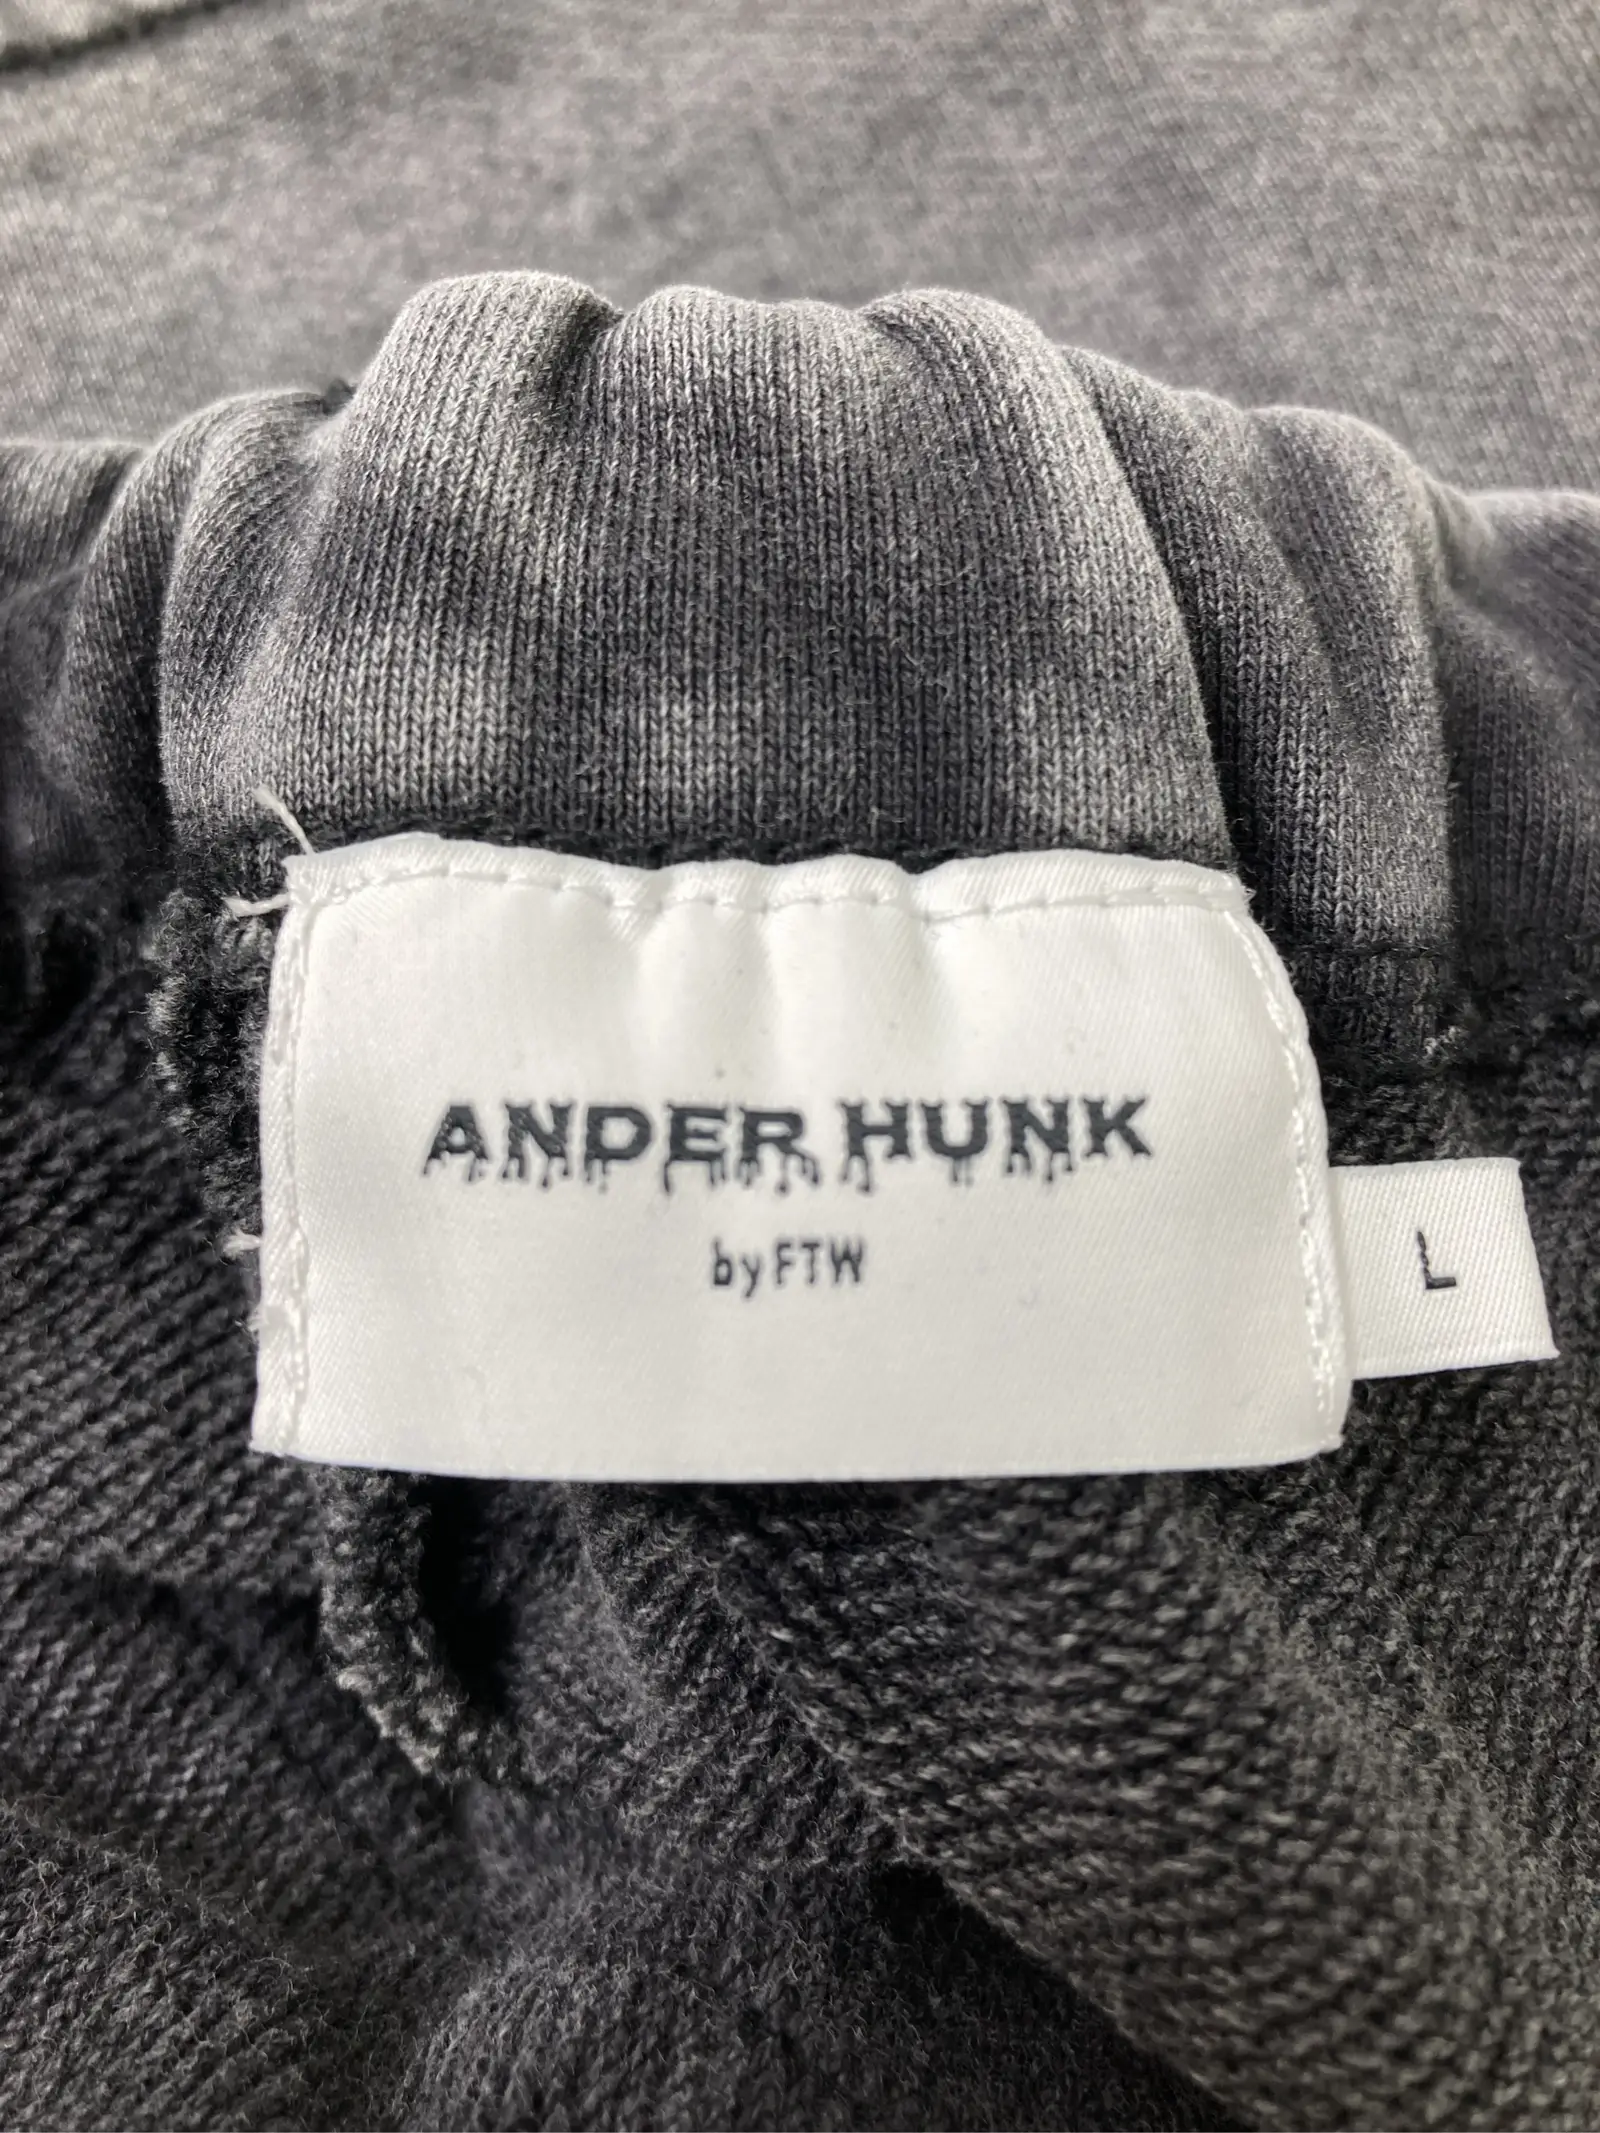 ANDER HUNK
by FTW
L